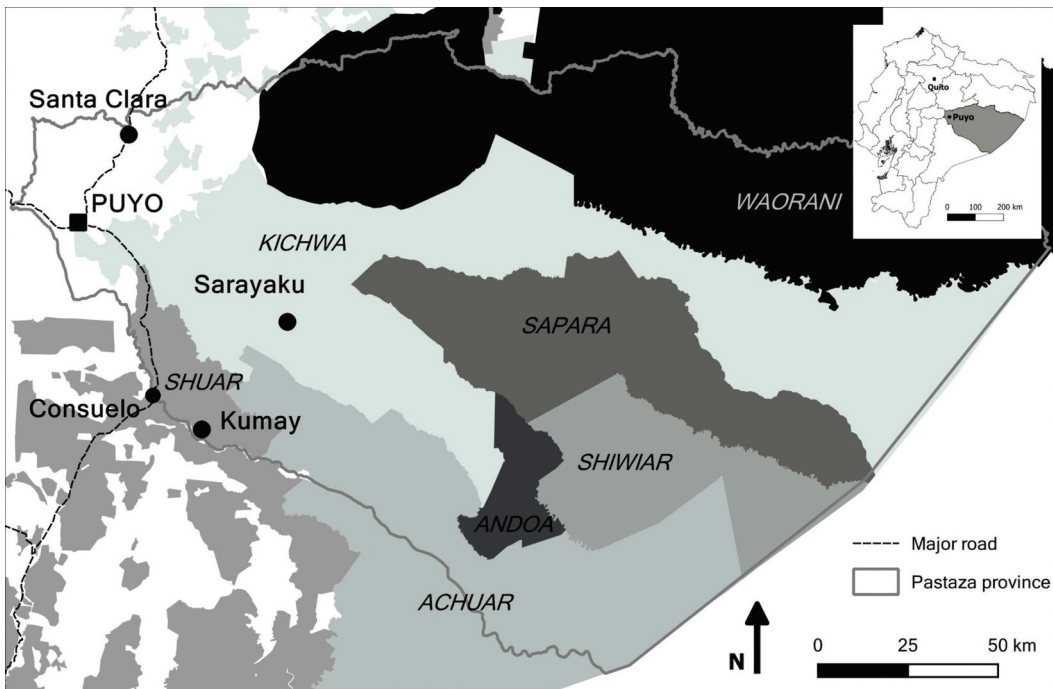 Santa Clara
PUYO
KICHWA
WAORANI
Sarayaku
SAPARA
SHUAR
Consuelo
Kumay
SHIWIAR
ANDOA
ACHUAR
Quito
Puyo
0 100 200 km
Major road
Pastaza province
N
0 25 50 km